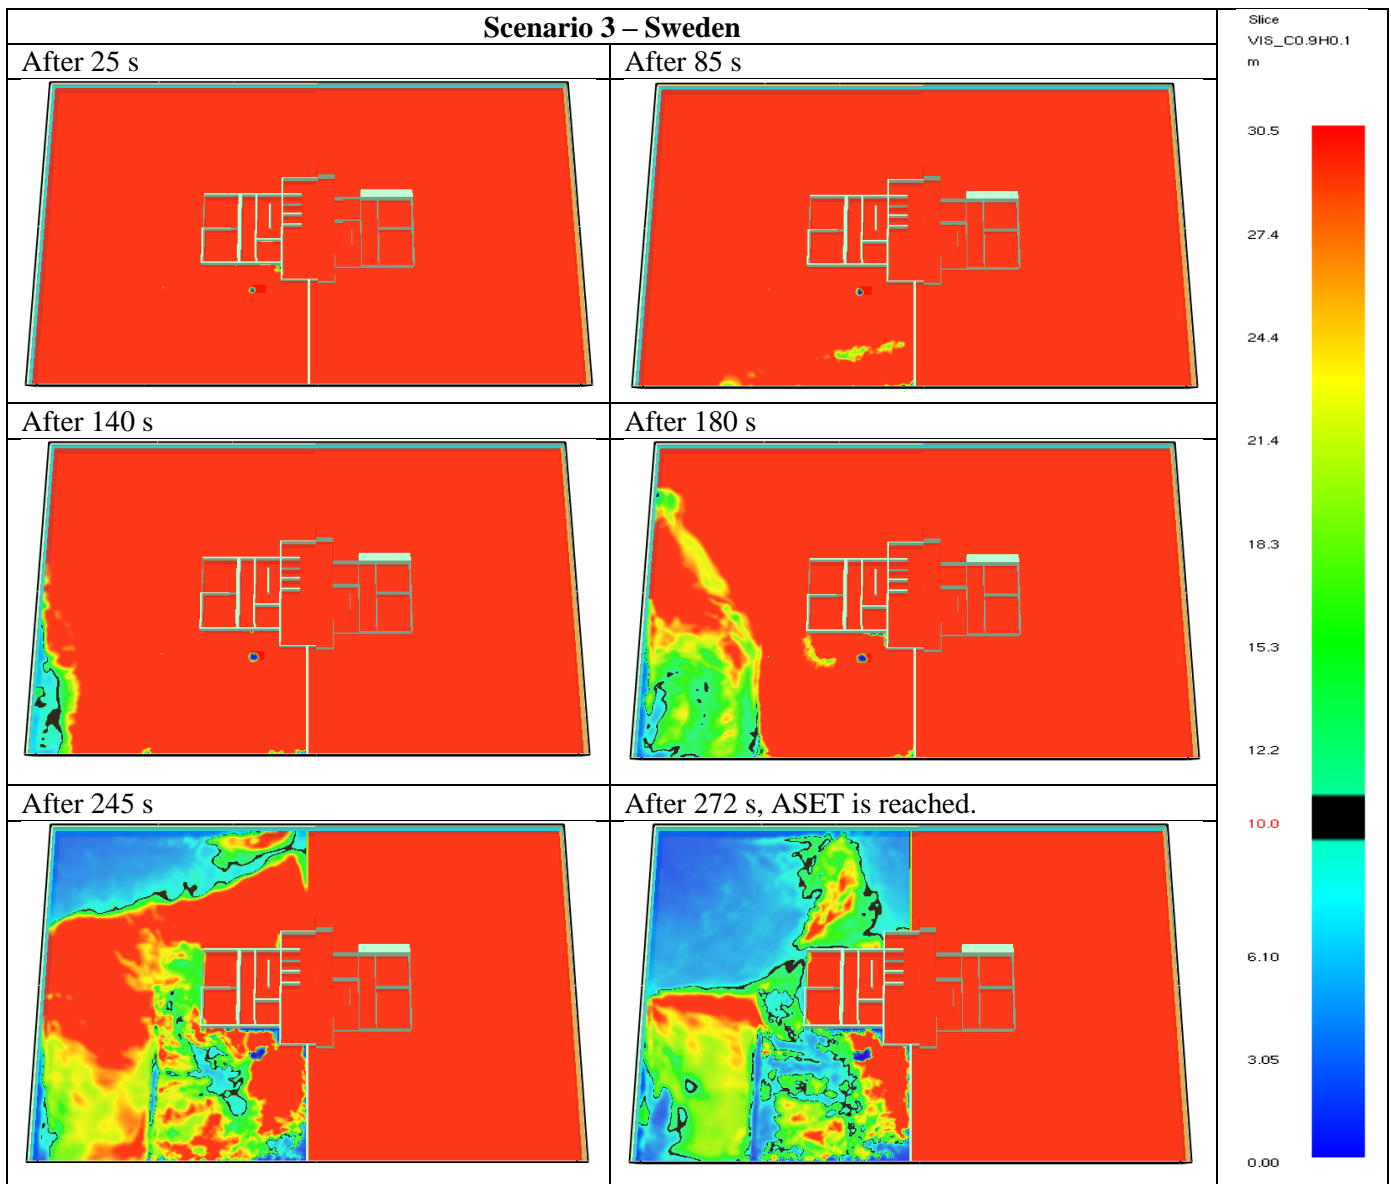 Scenario 3 – Sweden
After 25 s
After 85 s
After 140 s
After 180 s
After 245 s
After 272 s, ASET is reached.
Slice
VIS_C0.9H0.1
m
30.5
27.4
24.4
21.4
18.3
15.3
12.2
10.0
6.10
3.05
0.00